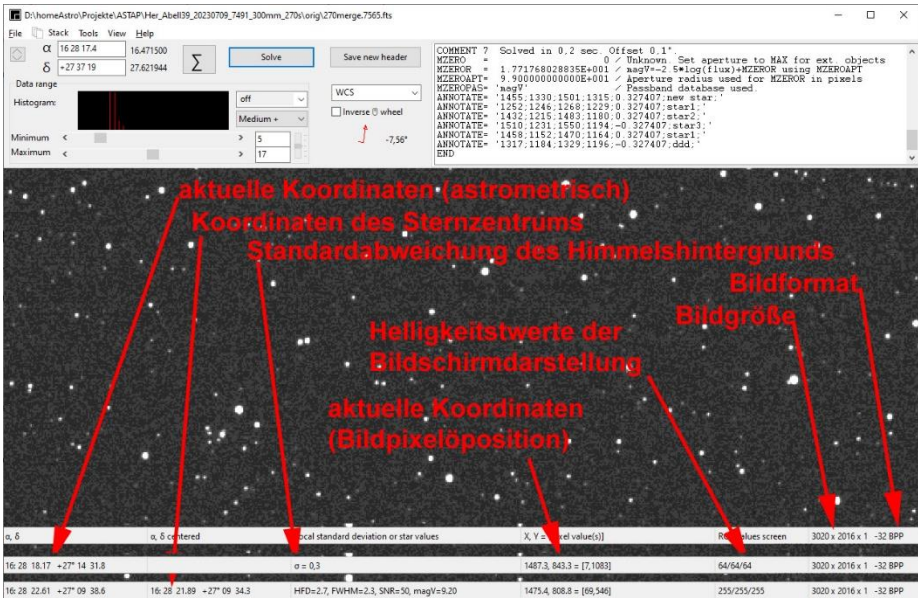 D:\homeAstro\Projekte\ASTAP\Her_Abell39_20230709_7491_300mm_270s\orig\270merge.7565.fts
File Stack Tools View Help
α 16 28 17.4 16.471500
δ +27 37 19 27.621944
Σ
Solve
Save new header
Data range
Histogram:
off
Medium +
WCS
Inverse wheel
-7,56°
Minimum < > 5
Maximum < > 17
COMMENT 7 Solved in 0.2 sec. Offset 0.1".
MZERO = 0 / Unknown. Set aperture to MAX for ext. objects
MZEROR = 1.771768028835E+001 / magV=-2.5*log(flux)+MZEROR using MZEROAPT
MZEROAPT= 9.900000000000E+001 / Aperture radius used for MZEROR in pixels
MZEROPAS= 'magV' / Passband database used.
ANNOTATE= '1455;1330;1501;1315;0.327407;new star;'
ANNOTATE= '1252;1246;1268;1229;0.327407;star1;'
ANNOTATE= '1432;1215;1483;1180;0.327407;star2;'
ANNOTATE= '1510;1231;1550;1194;-0.327407;star3;'
ANNOTATE= '1458;1152;1470;1164;0.327407;star1;'
ANNOTATE= '1317;1184;1329;1196;-0.327407;ddd;'
END
aktuelle Koordinaten (astrometrisch)
Koordinaten des Sternzentrums
Standardabweichung des Himmelshintergrunds
Bildformat
Bildgröße
Helligkeitstwerte der
Bildschirmdarstellung
aktuelle Koordinaten
(Bildpixelöposition)
α, δ α, δ centered local standard deviation or star values X, Y = [pixel value(s)] values screen 3020 x 2016 x 1 -32 BPP
16: 28 18.17 +27° 14 31.8 σ = 0,3 1487.3, 843.3 = [7,1083] 64/64/64 3020 x 2016 x 1 -32 BPP
16: 28 22.61 +27° 09 38.6 16: 28 21.89 +27° 09 34.3 HFD=2.7, FWHM=2.3, SNR=50, magV=9.20 1475.4, 808.8 = [69,546] 255/255/255 3020 x 2016 x 1 -32 BPP